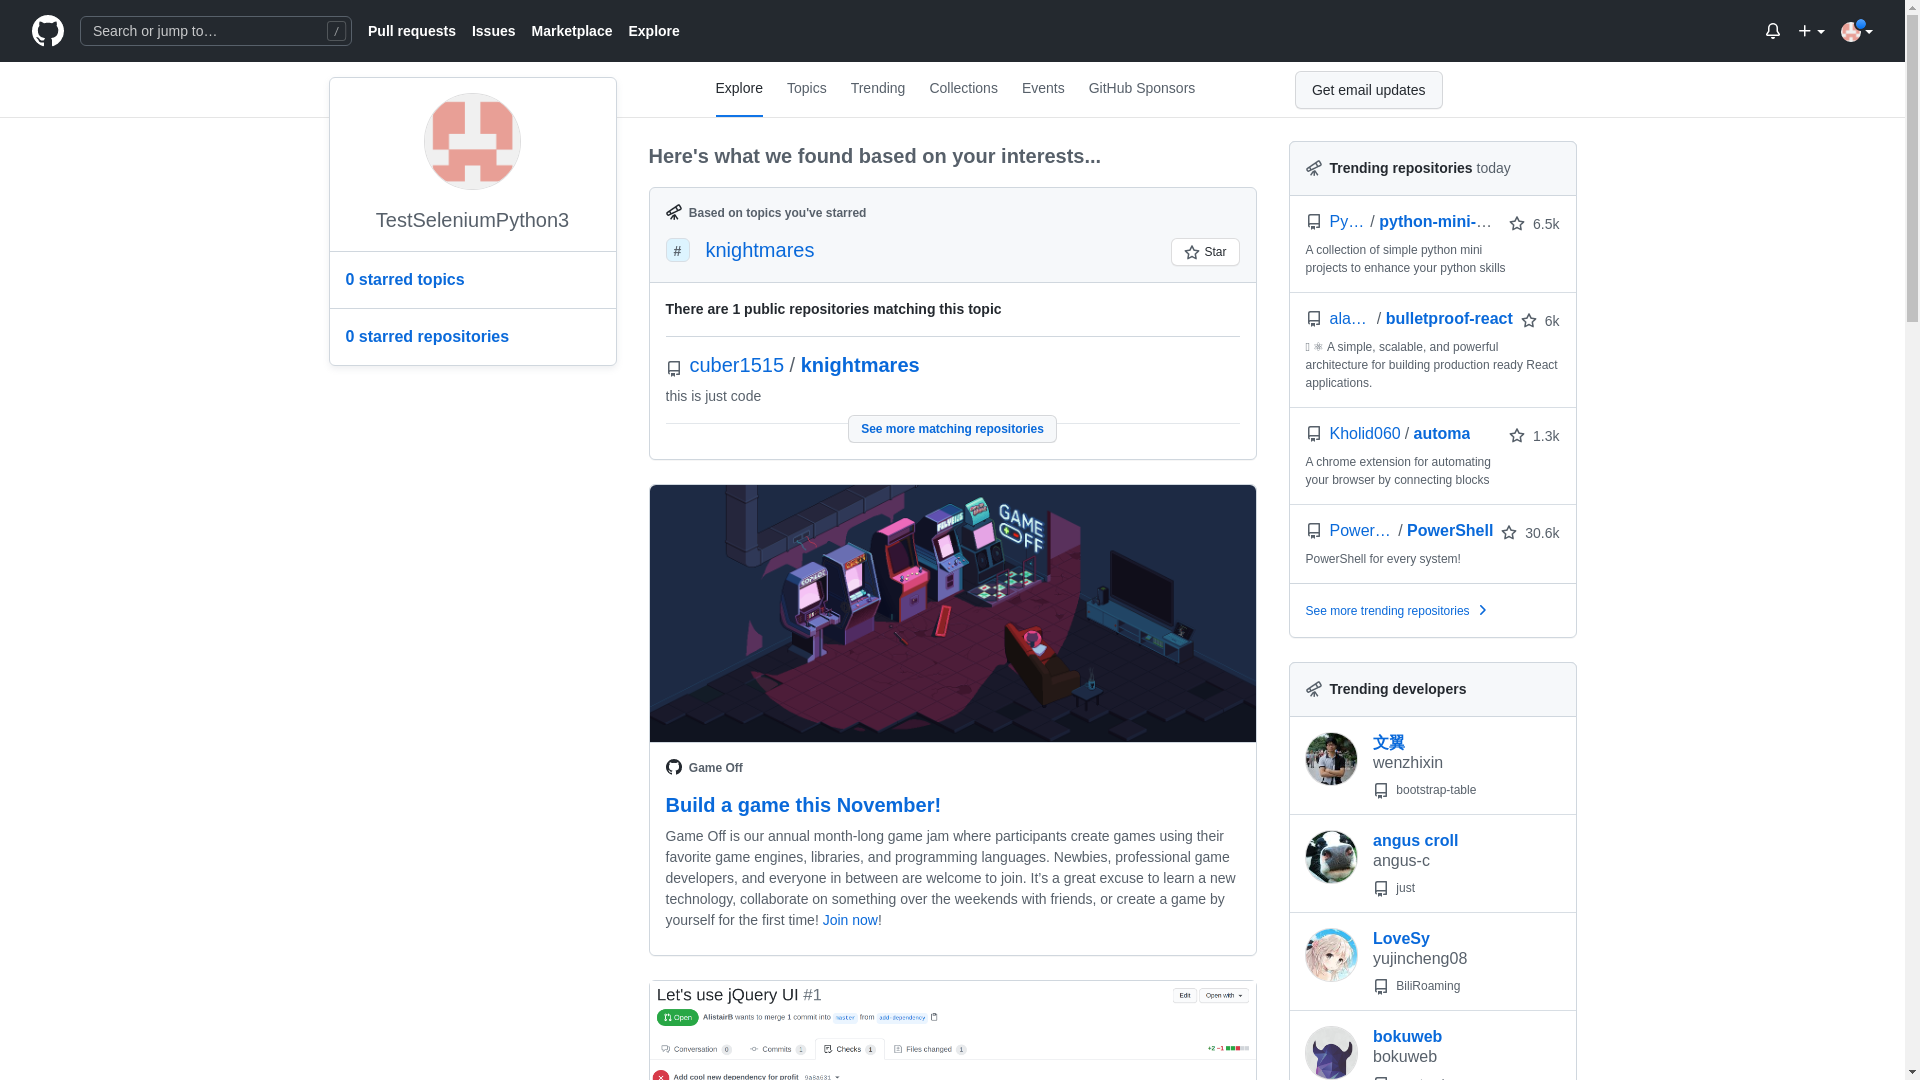 Search or jump to…
/
Pull requests
Issues
Marketplace
Explore
Explore
Topics
Trending
Collections
Events
GitHub Sponsors
Get email updates
TestSeleniumPython3
0 starred topics
0 starred repositories
Here's what we found based on your interests...
Based on topics you've starred
# knightmares
Star
There are 1 public repositories matching this topic
cuber1515 / knightmares
this is just code
See more matching repositories
GAME
OFF
Game Off
Build a game this November!
Game Off is our annual month-long game jam where participants create games using their
favorite game engines, libraries, and programming languages. Newbies, professional game
developers, and everyone in between are welcome to join. It’s a great excuse to learn a new
technology, collaborate on something over the weekends with friends, or create a game by
yourself for the first time! Join now!
Let's use jQuery UI #1
Edit
Open with
Open
AlistairB wants to merge 1 commit into master from add-dependency
Conversation 0
Commits 1
Checks 1
Files changed 1
+2 −1
Add cool new dependency for profit 9a8a631
Trending repositories today
Py… / python-mini-…
6.5k
A collection of simple python mini
projects to enhance your python skills
ala… / bulletproof-react
6k
⚛ A simple, scalable, and powerful
architecture for building production ready React
applications.
Kholid060 / automa
1.3k
A chrome extension for automating
your browser by connecting blocks
Power… / PowerShell
30.6k
PowerShell for every system!
See more trending repositories
Trending developers
文翼
wenzhixin
bootstrap-table
angus croll
angus-c
just
LoveSy
yujincheng08
BiliRoaming
bokuweb
bokuweb